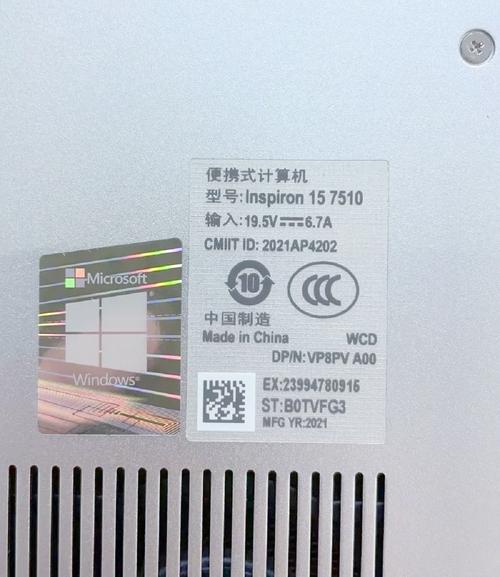 便携式计算机
型号: Inspiron 15 7510
输入: 19.5V 6.7A
CMIIT ID: 2021AP4202
10
CCC
中国制造
Made in China WCD
DP/N:VP8PV A00
EX:23994780916
ST:B0TVFG3
MFG YR:2021
Microsoft
Windows®